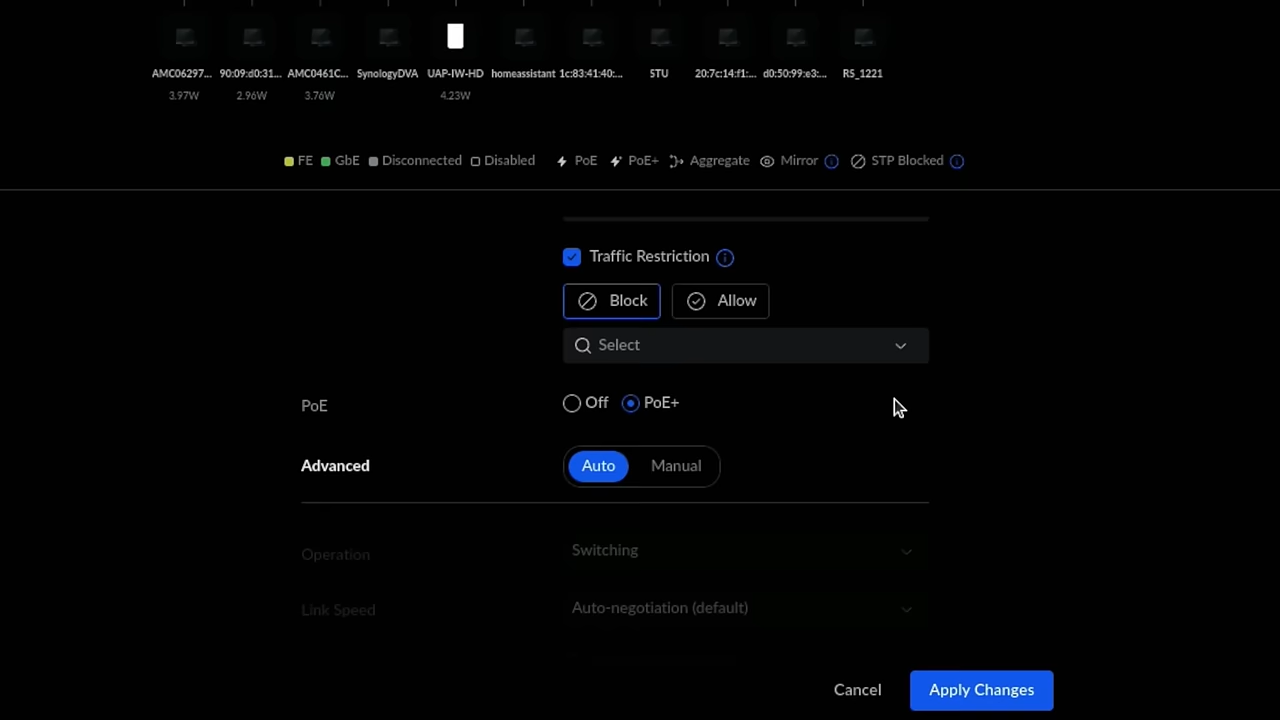 AMC06297... 90:09:d0:31... AMC0461C... SynologyDVA UAP-IW-HD homeassistant 1c:83:41:40:... STU 20:7c:14:f1:... d0:50:99:e3:... RS_1221
3.97W 2.96W 3.76W 4.23W
FE GbE Disconnected Disabled PoE PoE+ Aggregate Mirror STP Blocked
Traffic Restriction
Block Allow
Select
PoE Off PoE+
Advanced Auto Manual
Operation Switching
Link Speed Auto-negotiation (default)
Cancel Apply Changes